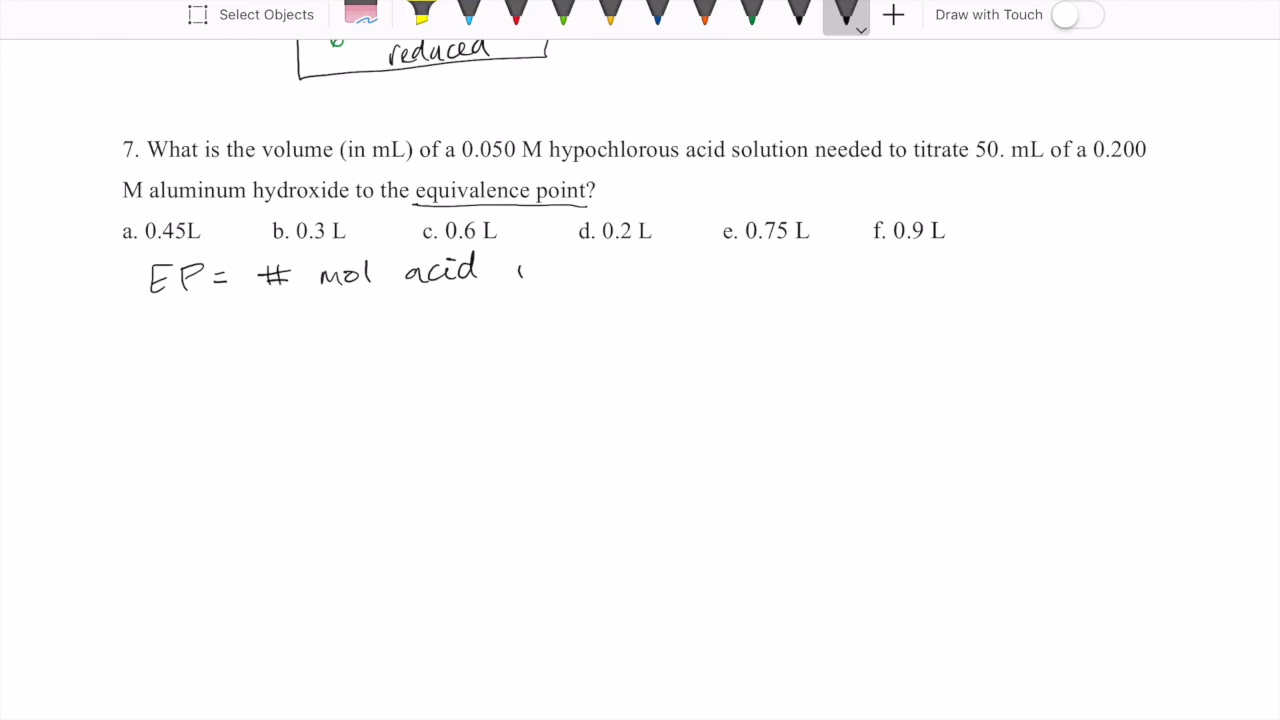 Select Objects
Draw with Touch
reduced
7. What is the volume (in mL) of a 0.050 M hypochlorous acid solution needed to titrate 50. mL of a 0.200
M aluminum hydroxide to the equivalence point?
a. 0.45L b. 0.3 L c. 0.6 L d. 0.2 L e. 0.75 L f. 0.9 L
EP = # mol acid